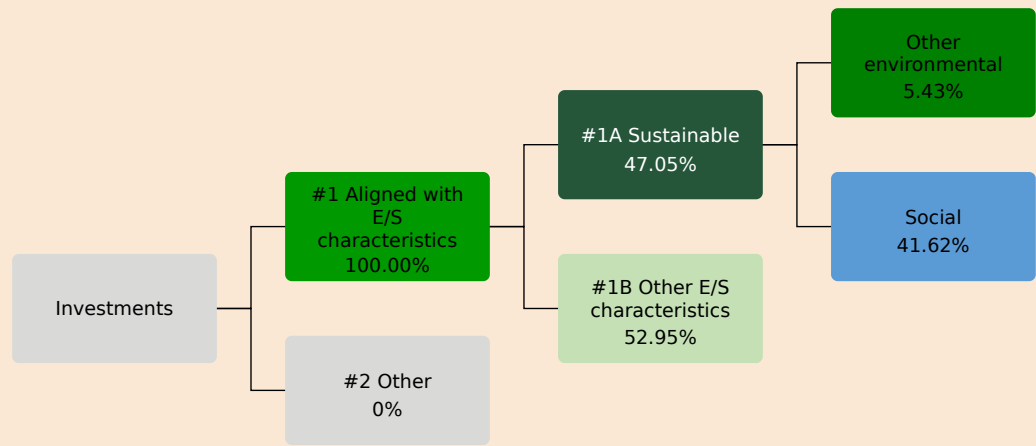 Investments
#1 Aligned with
E/S
characteristics
100.00%
#2 Other
0%
#1A Sustainable
47.05%
#1B Other E/S
characteristics
52.95%
Other
environmental
5.43%
Social
41.62%